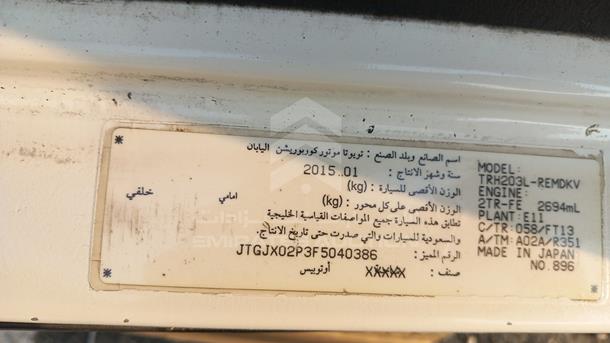 اسم الصانع وبلد الصنع : تويوتا موتور كوربوريشن اليابان
سنة وشهر الانتاج : 2015.01
الوزن الأقصى للسيارة : (kg)
الوزن الأقصى على كل محور : (kg) امامي خلفي
تطابق هذه السيارة جميع المواصفات القياسية الخليجية
والسعودية للسيارات والتي صدرت حتى تاريخ الانتاج.
الرقم المميز : JTGJX02P3F5040386
صنف : XXXXX أوتوبيس
MODEL:
TRH203L-REMDKV
ENGINE:
2TR-FE 2694mL
PLANT: E11
C/TR: 058/FT13
A/TM: A02A/R351
MADE IN JAPAN
NO. 896